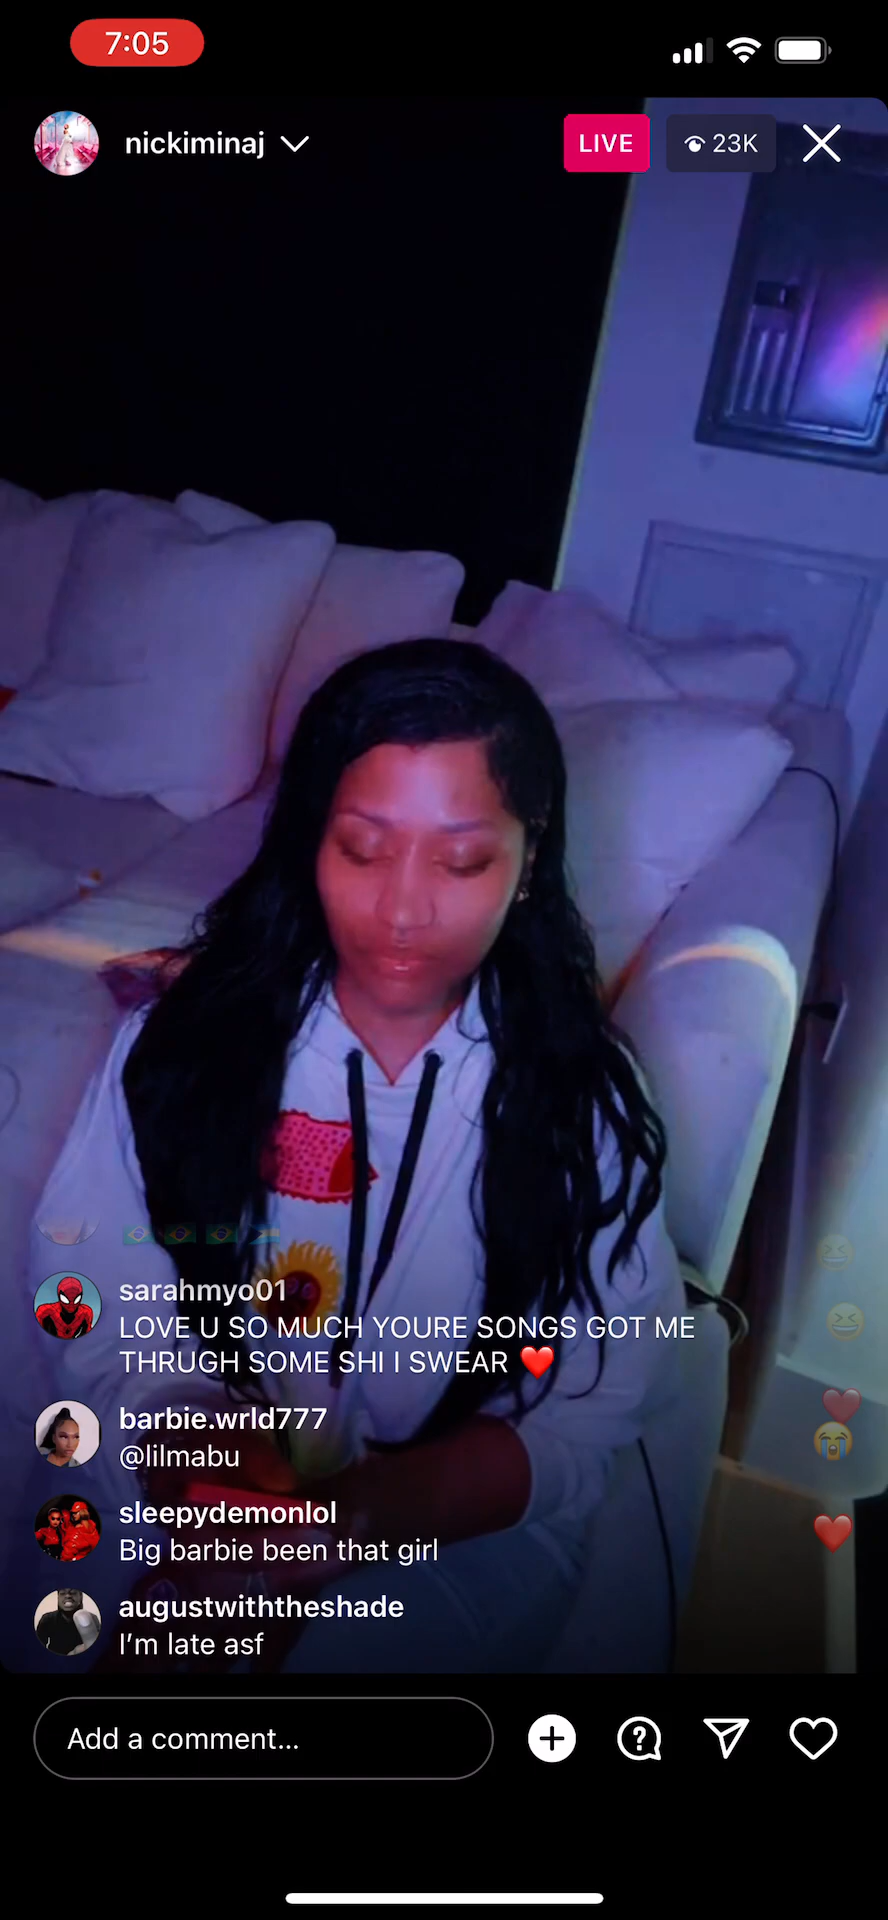 7:05
nickiminaj
LIVE
23K
sarahmyo01
LOVE U SO MUCH YOURE SONGS GOT ME
THRUGH SOME SHI I SWEAR ❤️
barbie.wrld777
@lilmabu
sleepydemonlol
Big barbie been that girl
augustwiththeshade
I’m late asf
Add a comment...